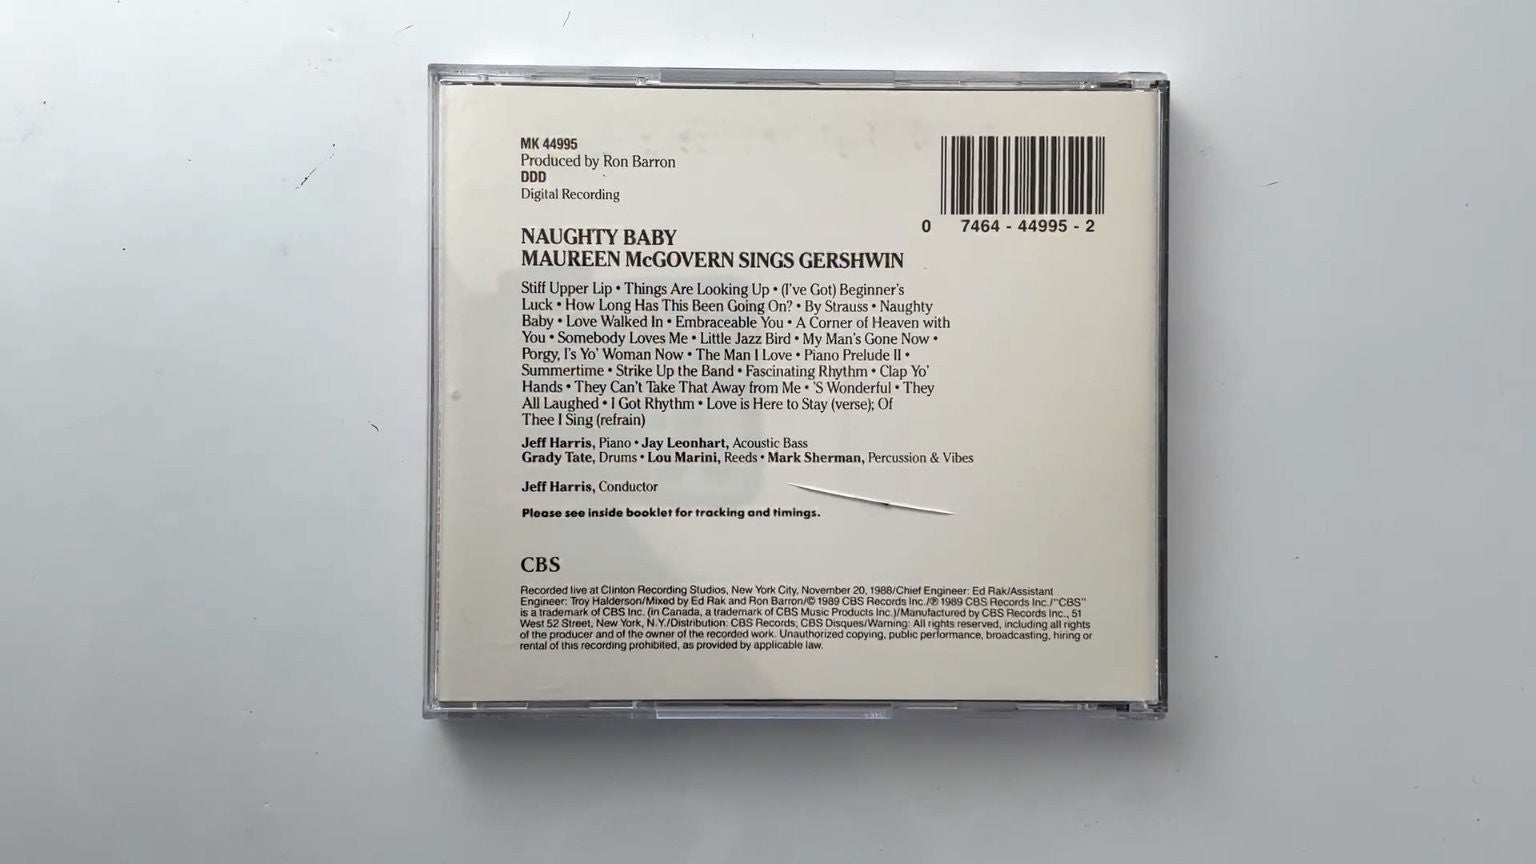 MK 44995
Produced by Ron Barron
DDD
Digital Recording
0 7464 - 44995 - 2
NAUGHTY BABY
MAUREEN McGOVERN SINGS GERSHWIN
Stiff Upper Lip • Things Are Looking Up • (I've Got) Beginner's
Luck • How Long Has This Been Going On? • By Strauss • Naughty
Baby • Love Walked In • Embraceable You • A Corner of Heaven with
You • Somebody Loves Me • Little Jazz Bird • My Man's Gone Now •
Porgy, I's Yo' Woman Now • The Man I Love • Piano Prelude II •
Summertime • Strike Up the Band • Fascinating Rhythm • Clap Yo'
Hands • They Can't Take That Away from Me • 'S Wonderful • They
All Laughed • I Got Rhythm • Love is Here to Stay (verse); Of
Thee I Sing (refrain)
Jeff Harris, Piano • Jay Leonhart, Acoustic Bass
Grady Tate, Drums • Lou Marini, Reeds • Mark Sherman, Percussion & Vibes
Jeff Harris, Conductor
Please see inside booklet for tracking and timings.
CBS
Recorded live at Clinton Recording Studios, New York City, November 20, 1988/Chief Engineer: Ed Rak/Assistant
Engineer: Troy Halderson/Mixed by Ed Rak and Ron Barron/© 1989 CBS Records Inc./℗ 1989 CBS Records Inc./"CBS"
is a trademark of CBS Inc. (in Canada, a trademark of CBS Music Products Inc.)/Manufactured by CBS Records Inc., 51
West 52 Street, New York, N.Y./Distribution: CBS Records, CBS Disques/Warning: All rights reserved, including all rights
of the producer and of the owner of the recorded work. Unauthorized copying, public performance, broadcasting, hiring or
rental of this recording prohibited, as provided by applicable law.